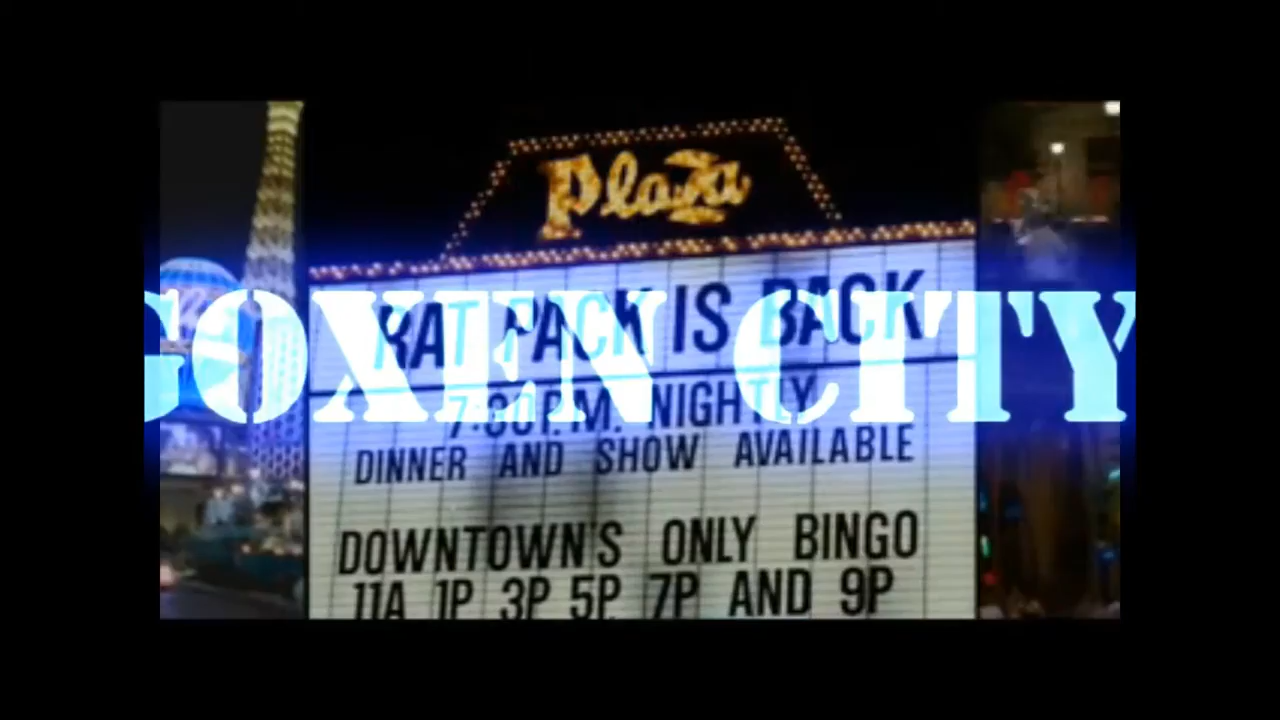 Plaza
RAT PACK IS BACK
GOXEN CITY
7:30 P.M. NIGHTLY
DINNER AND SHOW AVAILABLE
DOWNTOWN'S ONLY BINGO
11A 1P 3P 5P 7P AND 9P